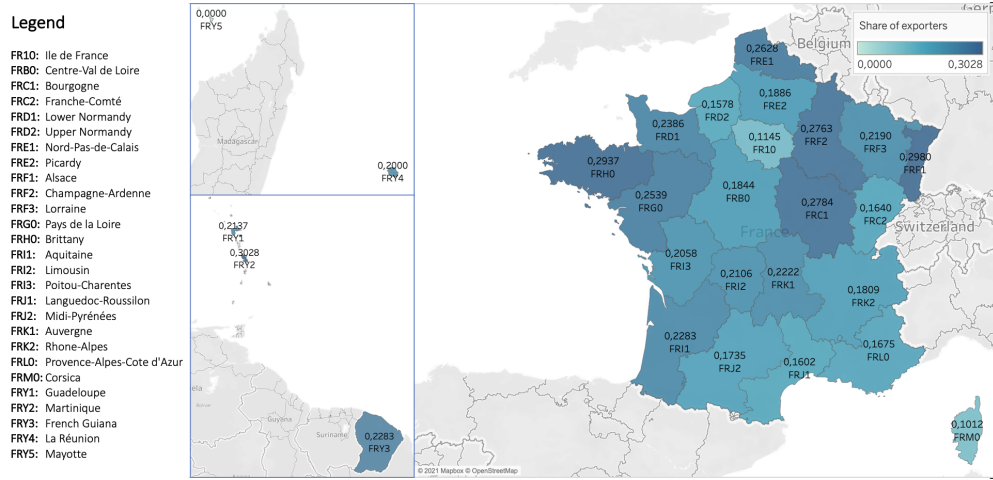 Legend
FR10: Ile de France
FRB0: Centre-Val de Loire
FRC1: Bourgogne
FRC2: Franche-Comté
FRD1: Lower Normandy
FRD2: Upper Normandy
FRE1: Nord-Pas-de-Calais
FRE2: Picardy
FRF1: Alsace
FRF2: Champagne-Ardenne
FRF3: Lorraine
FRG0: Pays de la Loire
FRH0: Brittany
FRI1: Aquitaine
FRI2: Limousin
FRI3: Poitou-Charentes
FRJ1: Languedoc-Roussilon
FRJ2: Midi-Pyrénées
FRK1: Auvergne
FRK2: Rhone-Alpes
FRL0: Provence-Alpes-Cote d'Azur
FRM0: Corsica
FRY1: Guadeloupe
FRY2: Martinique
FRY3: French Guiana
FRY4: La Réunion
FRY5: Mayotte
0,0000
FRY5
Madagascar
0,2000
FRY4
0,2137
FRY1
0,3028
FRY2
Guyana
Suriname
0,2283
FRY3
Share of exporters
0,0000 0,3028
Belgium
0,2628
FRE1
0,1886
FRE2
0,1578
FRD2
0,2386
FRD1
0,1145
FR10
0,2763
FRF2
0,2190
FRF3
0,2980
FRF1
0,2937
FRH0
0,2539
FRG0
0,1844
FRB0
0,2784
FRC1
0,1640
FRC2
France
Switzerland
0,2058
FRI3
0,2106
FRI2
0,2222
FRK1
0,1809
FRK2
0,2283
FRI1
0,1735
FRJ2
0,1602
FRJ1
0,1675
FRL0
0,1012
FRM0
© 2021 Mapbox © OpenStreetMap